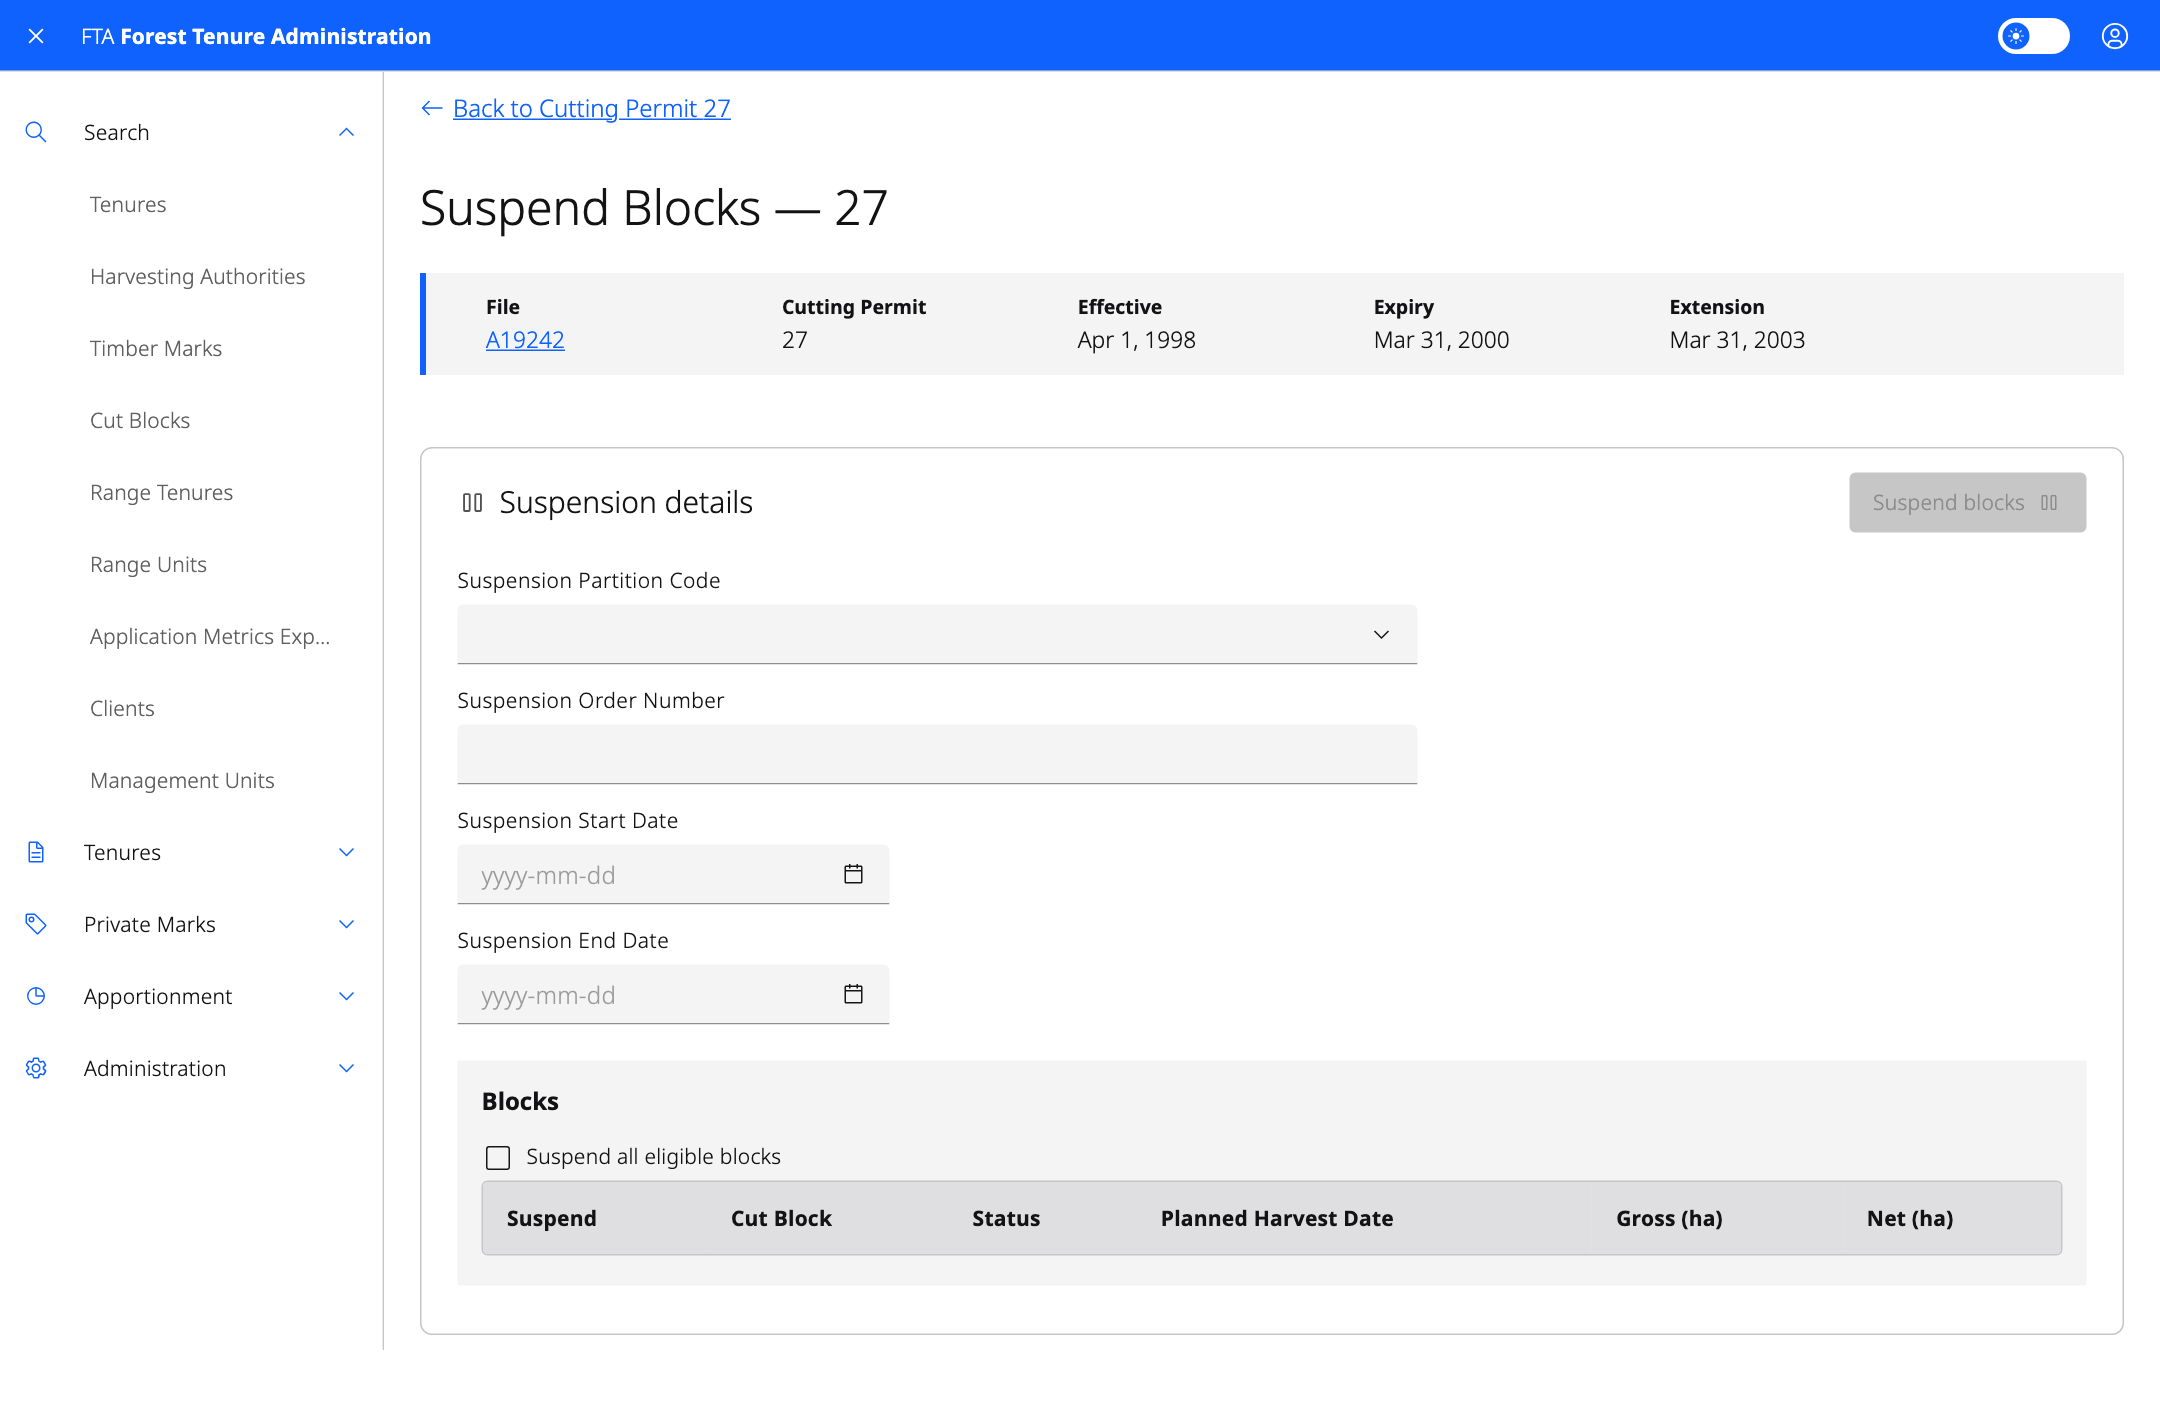 FTA Forest Tenure Administration
Search
Tenures
Harvesting Authorities
Timber Marks
Cut Blocks
Range Tenures
Range Units
Application Metrics Exp...
Clients
Management Units
Tenures
Private Marks
Apportionment
Administration
Back to Cutting Permit 27
Suspend Blocks — 27
File Cutting Permit Effective Expiry Extension
A19242 27 Apr 1, 1998 Mar 31, 2000 Mar 31, 2003
Suspension details
Suspend blocks
Suspension Partition Code
Suspension Order Number
Suspension Start Date
yyyy-mm-dd
Suspension End Date
yyyy-mm-dd
Blocks
Suspend all eligible blocks
Suspend Cut Block Status Planned Harvest Date Gross (ha) Net (ha)